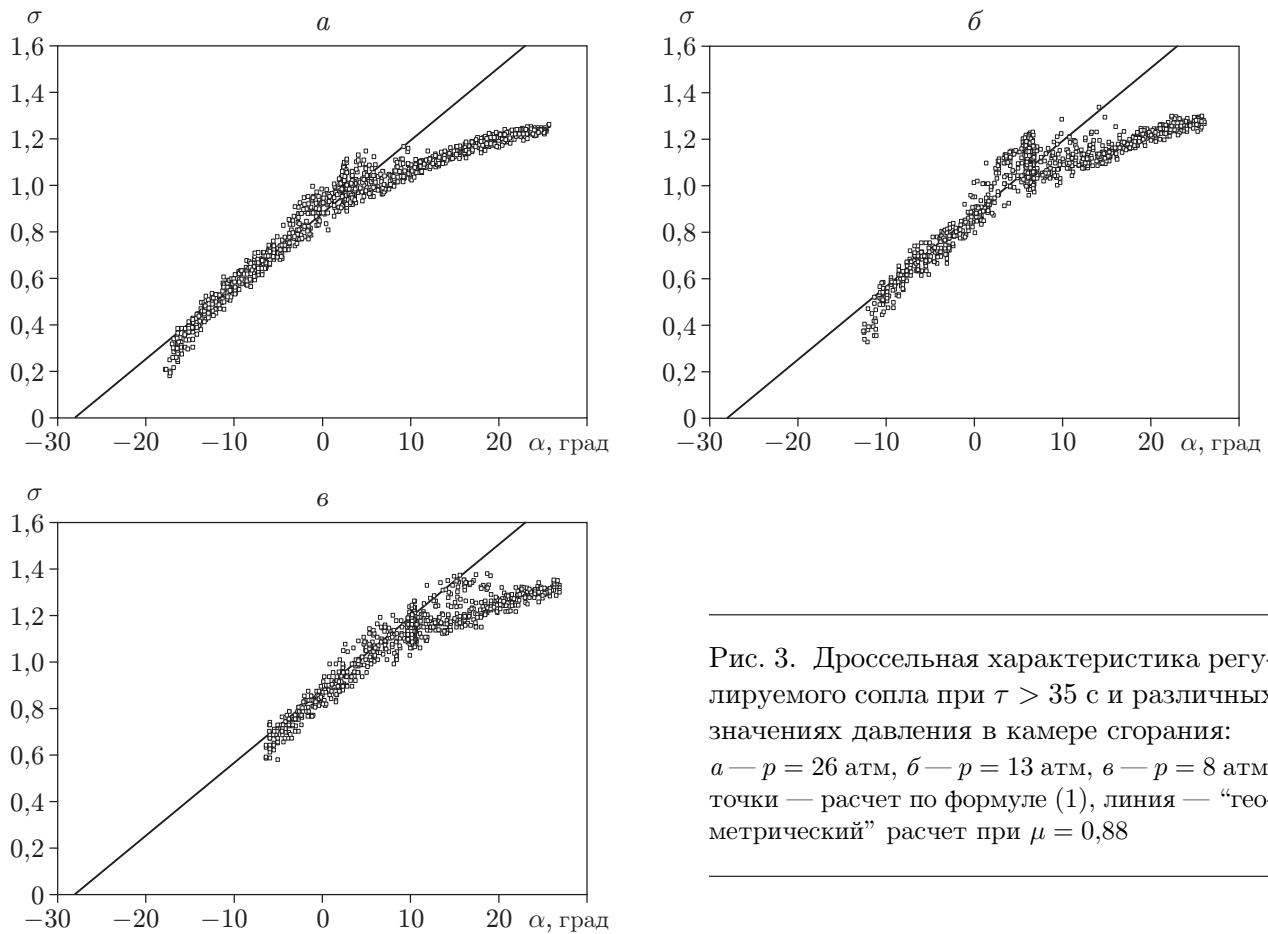 σ
а
1,6
1,4
1,2
1,0
0,8
0,6
0,4
0,2
0
−30 −20 −10 0 10 20 α, град
σ
б
1,6
1,4
1,2
1,0
0,8
0,6
0,4
0,2
0
−30 −20 −10 0 10 20 α, град
σ
в
1,6
1,4
1,2
1,0
0,8
0,6
0,4
0,2
0
−30 −20 −10 0 10 20 α, град
Рис. 3. Дроссельная характеристика регу-
лируемого сопла при τ > 35 с и различных
значениях давления в камере сгорания:
а — p = 26 атм, б — p = 13 атм, в — p = 8 атм
точки — расчет по формуле (1), линия — “гео-
метрический” расчет при μ = 0,88